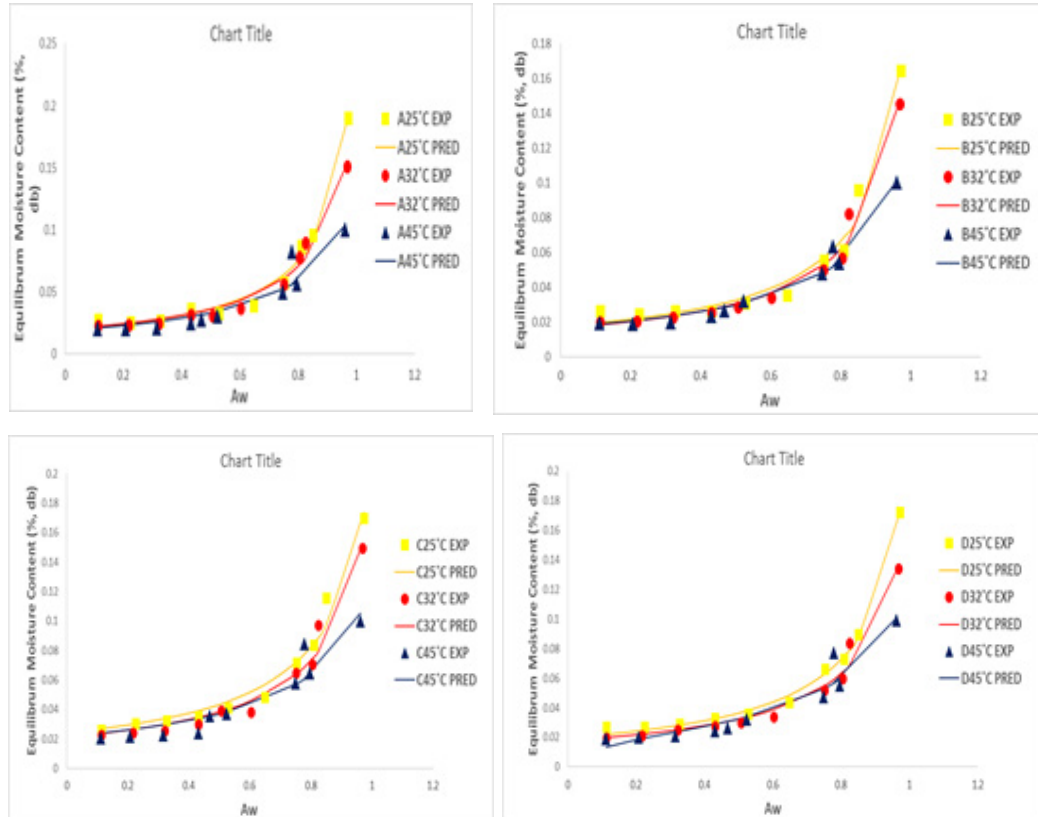 Chart Title
Equilibrum Moisture Content (%, db)
0.25
0.2
0.15
0.1
0.05
0
0 0.2 0.4 0.6 0.8 1 1.2
Aw
A25°C EXP
A25°C PRED
A32°C EXP
A32°C PRED
A45°C EXP
A45°C PRED
Chart Title
Equilibrum Moisture Content (%, db)
0.18
0.16
0.14
0.12
0.1
0.08
0.06
0.04
0.02
0
0 0.2 0.4 0.6 0.8 1 1.2
Aw
B25°C EXP
B25°C PRED
B32°C EXP
B32°C PRED
B45°C EXP
B45°C PRED
Chart Title
Equilibrum Moisture Content (%, db)
0.2
0.18
0.16
0.14
0.12
0.1
0.08
0.06
0.04
0.02
0
0 0.2 0.4 0.6 0.8 1 1.2
Aw
C25°C EXP
C25°C PRED
C32°C EXP
C32°C PRED
C45°C EXP
C45°C PRED
Chart Title
Equilibrum Moisture Content (%, db)
0.2
0.18
0.16
0.14
0.12
0.1
0.08
0.06
0.04
0.02
0
0 0.2 0.4 0.6 0.8 1 1.2
Aw
D25°C EXP
D25°C PRED
D32°C EXP
D32°C PRED
D45°C EXP
D45°C PRED